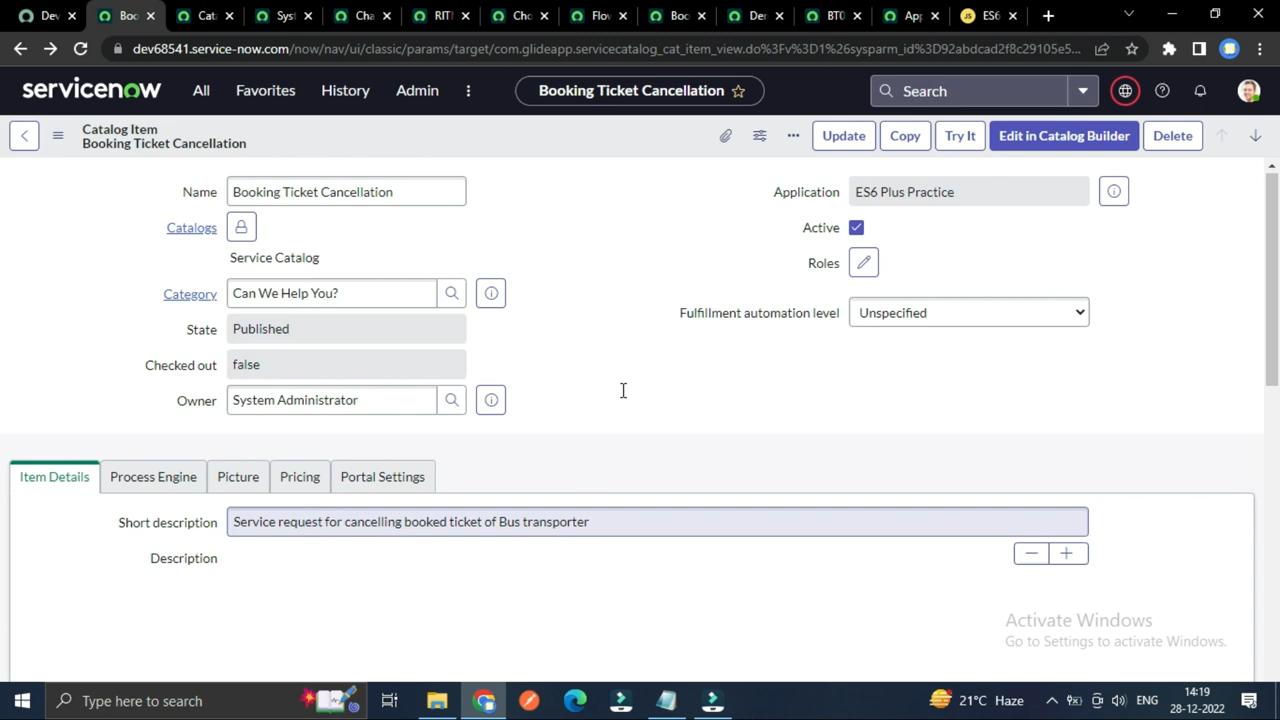 Dev
Boo
Cata
Syst
Cha
RITM
Cho
Flow
Boo
Den
BT0
App
ES6
dev68541.service-now.com/now/nav/ui/classic/params/target/com.glideapp.servicecatalog_cat_item_view.do%3Fv%3D1%26sysparm_id%3D92abdcad2f8c29105e5...
servicenow
All
Favorites
History
Admin
Booking Ticket Cancellation
Search
Catalog Item
Booking Ticket Cancellation
Update
Copy
Try It
Edit in Catalog Builder
Delete
Name
Booking Ticket Cancellation
Application
ES6 Plus Practice
Catalogs
Active
Service Catalog
Roles
Category
Can We Help You?
Fulfillment automation level
Unspecified
State
Published
Checked out
false
Owner
System Administrator
Item Details
Process Engine
Picture
Pricing
Portal Settings
Short description
Service request for cancelling booked ticket of Bus transporter
Description
Activate Windows
Go to Settings to activate Windows.
Type here to search
21°C Haze
ENG
14:19
28-12-2022